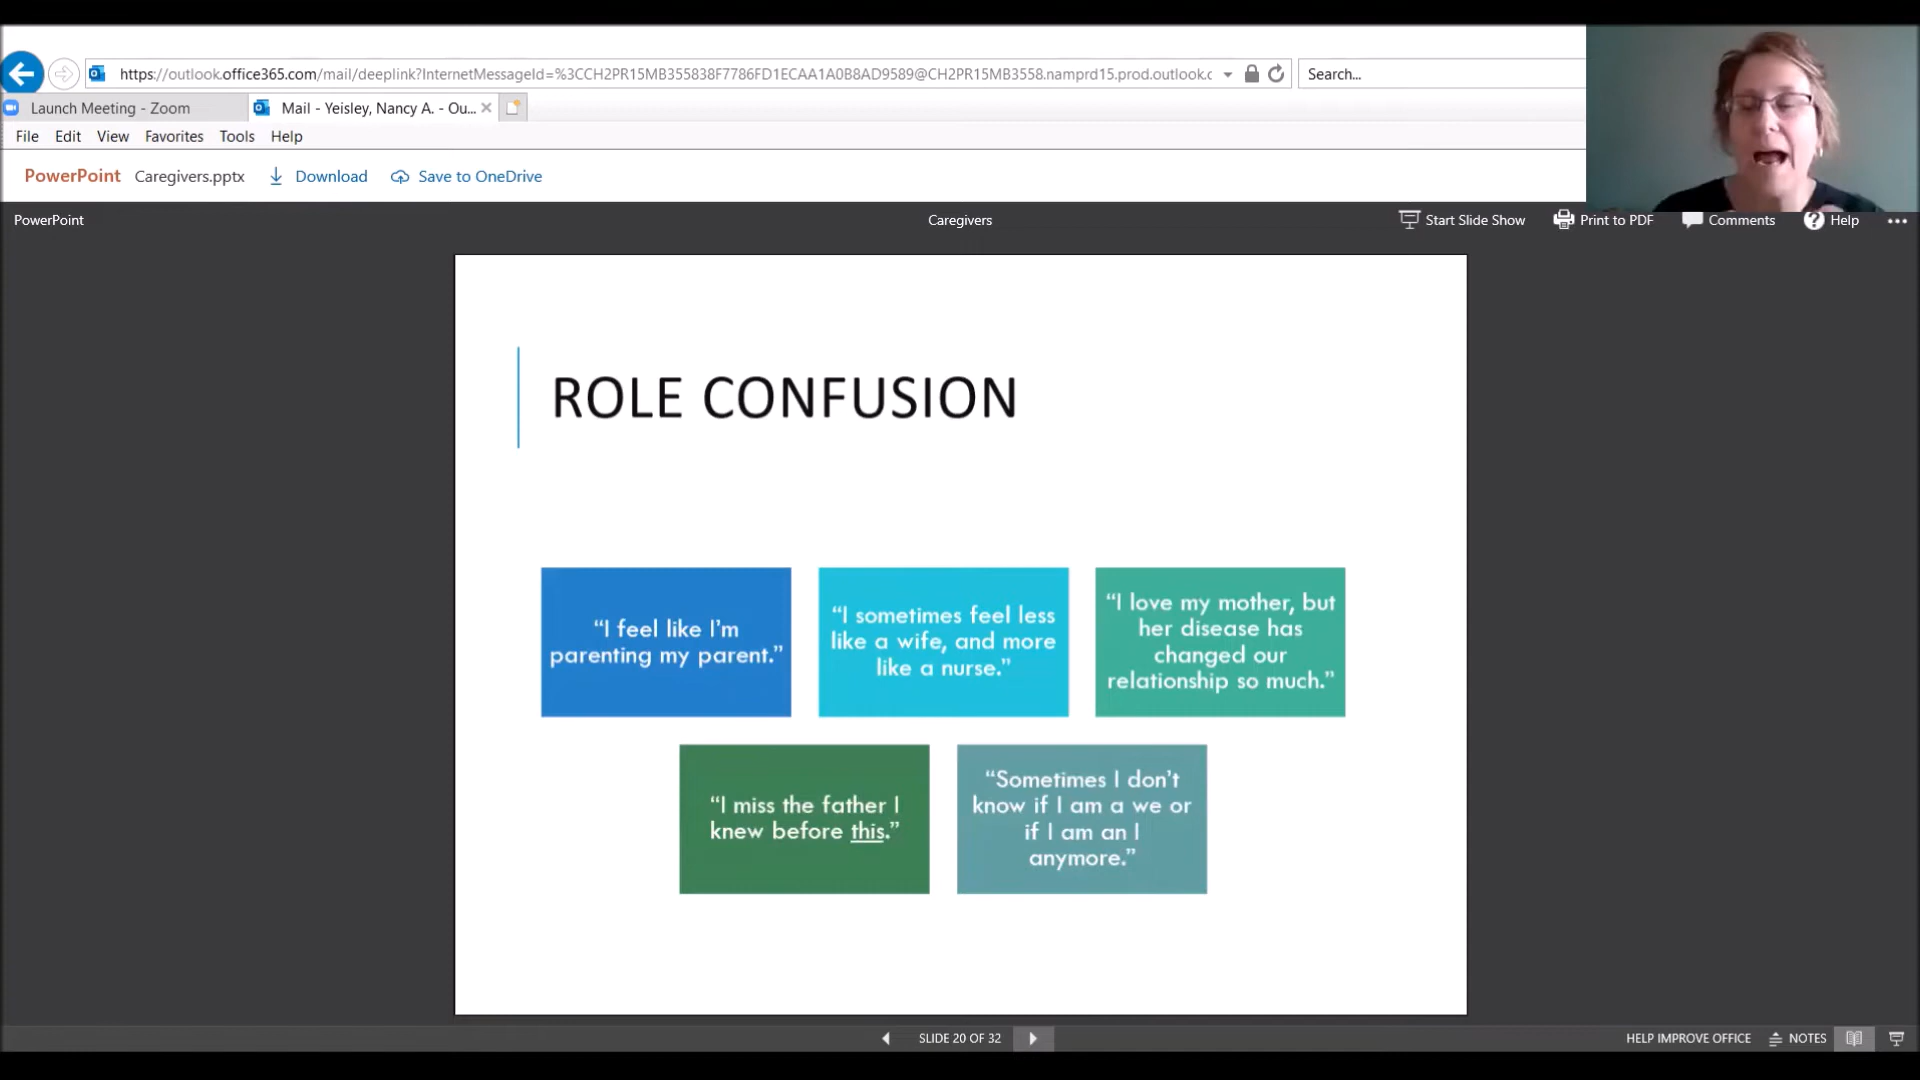 https://outlook.office365.com/mail/deeplink?InternetMessageId=%3CCH2PR15MB355838F7786FD1ECAA1A0B8AD9589@CH2PR15MB3558.namprd15.prod.outlook.c
Search...
Launch Meeting - Zoom
Mail - Yeisley, Nancy A. - Ou...
File Edit View Favorites Tools Help
PowerPoint Caregivers.pptx Download Save to OneDrive
PowerPoint
Caregivers
Start Slide Show Print to PDF Comments Help
ROLE CONFUSION
“I feel like I’m
parenting my parent.”
“I sometimes feel less
like a wife, and more
like a nurse.”
“I love my mother, but
her disease has
changed our
relationship so much.”
“I miss the father I
knew before this.”
“Sometimes I don’t
know if I am a we or
if I am an I
anymore.”
SLIDE 20 OF 32
HELP IMPROVE OFFICE
NOTES